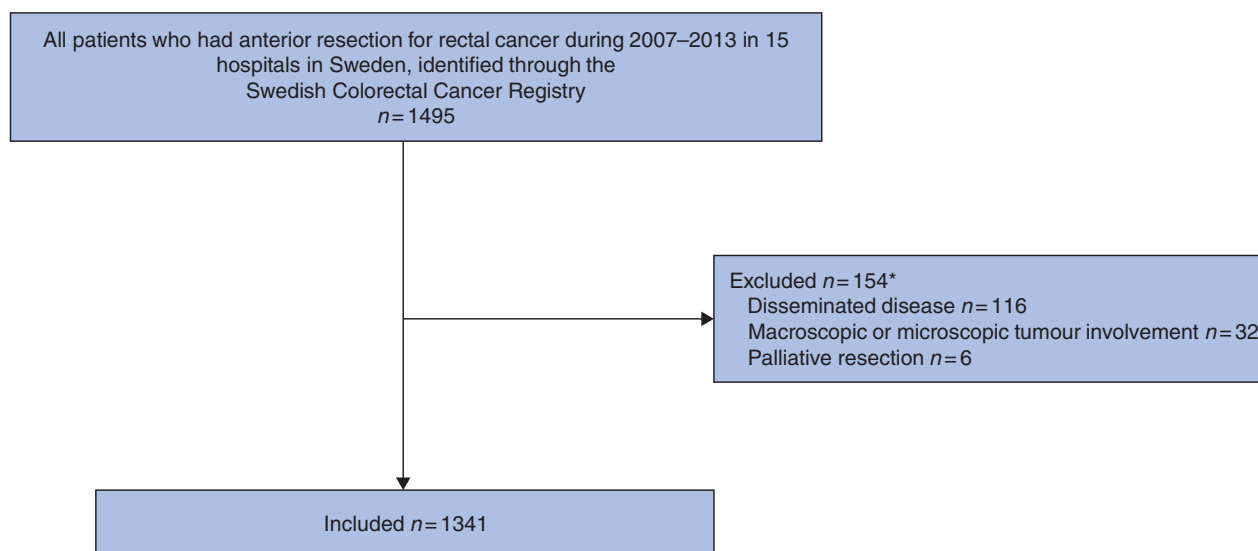 All patients who had anterior resection for rectal cancer during 2007–2013 in 15
hospitals in Sweden, identified through the
Swedish Colorectal Cancer Registry
n=1495
Excluded n=154*
Disseminated disease n=116
Macroscopic or microscopic tumour involvement n=32
Palliative resection n=6
Included n=1341